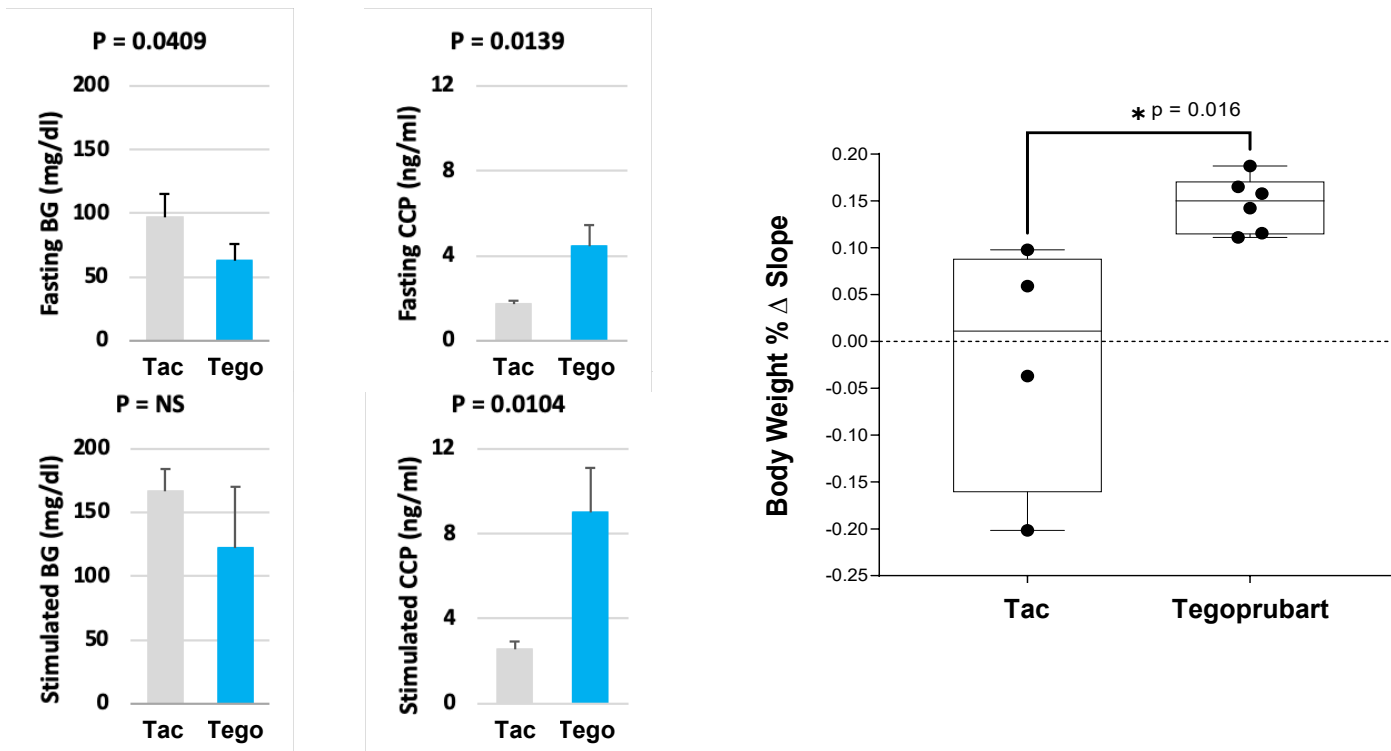 P = 0.0409
200
150
100
50
0
Fasting BG (mg/dl)
Tac Tego
P = 0.0139
12
8
4
0
Fasting CCP (ng/ml)
Tac Tego
P = NS
200
150
100
50
0
Stimulated BG (mg/dl)
Tac Tego
P = 0.0104
12
8
4
0
Stimulated CCP (ng/ml)
Tac Tego
* p = 0.016
0.20
0.15
0.10
0.05
0.00
-0.05
-0.10
-0.15
-0.20
-0.25
Body Weight % Δ Slope
Tac Tegoprubart